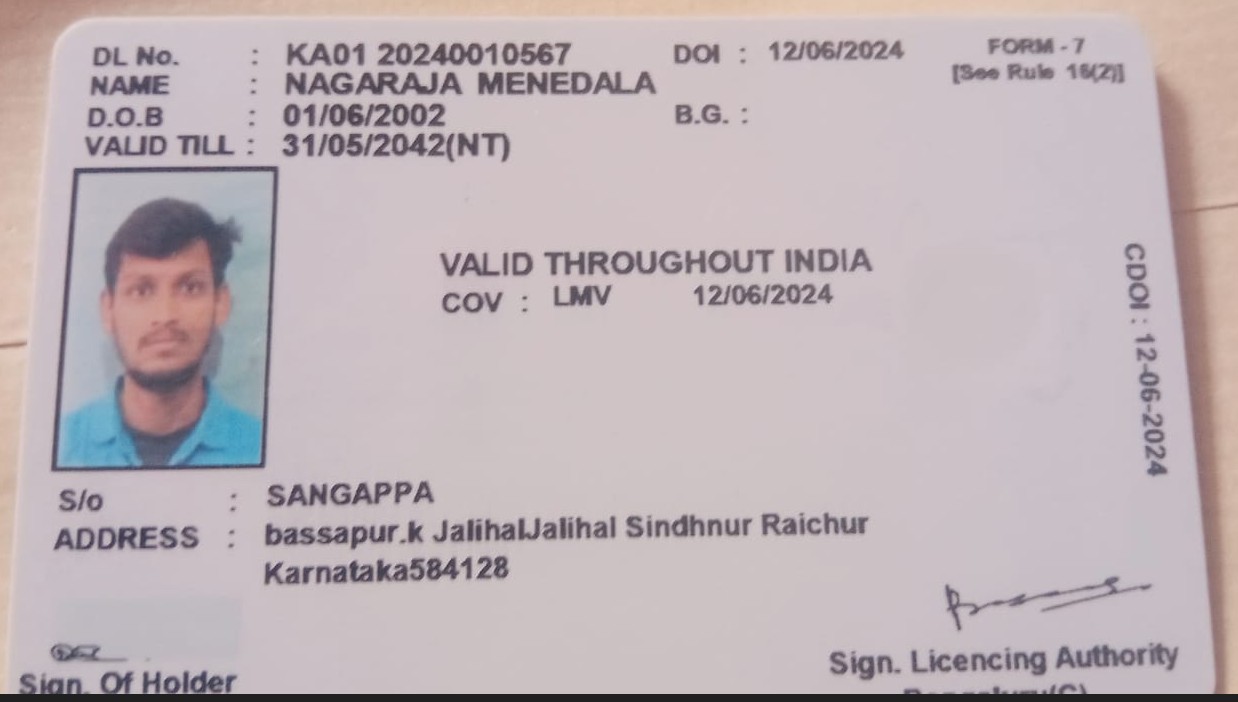 DL No. : KA01 20240010567 DOI : 12/06/2024 FORM - 7
NAME : NAGARAJA MENEDALA [See Rule 16(2)]
D.O.B : 01/06/2002 B.G. :
VALID TILL : 31/05/2042(NT)
VALID THROUGHOUT INDIA
COV : LMV 12/06/2024
CDOI : 12-06-2024
S/o : SANGAPPA
ADDRESS : bassapur.k JalihalJalihal Sindhnur Raichur
Karnataka584128
Sign. Of Holder
Sign. Licencing Authority